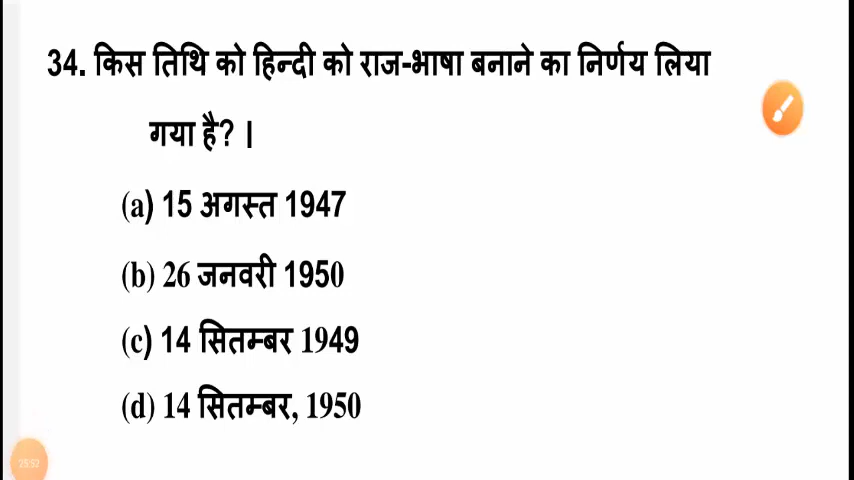 34. किस तिथि को हिन्दी को राज-भाषा बनाने का निर्णय लिया
गया है? ।
(a) 15 अगस्त 1947
(b) 26 जनवरी 1950
(c) 14 सितम्बर 1949
(d) 14 सितम्बर, 1950